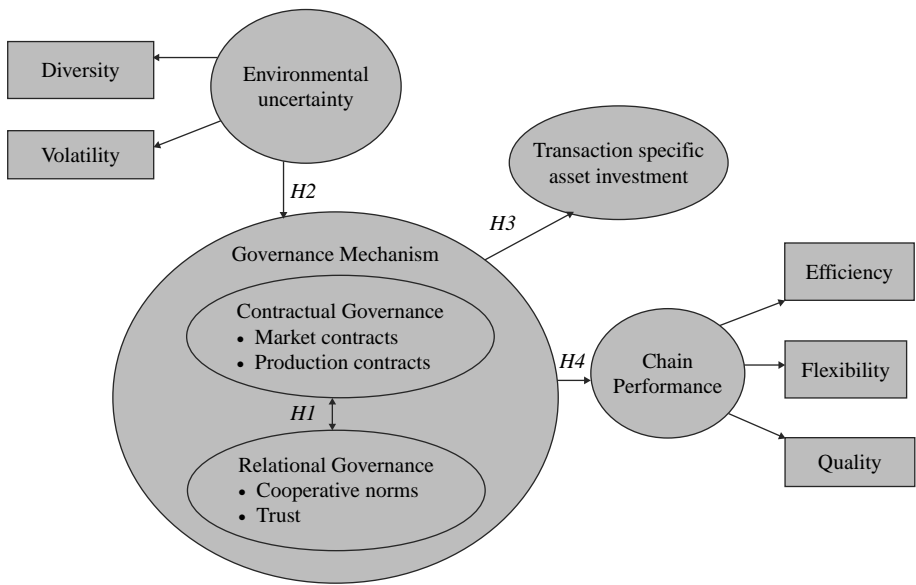 Diversity
Volatility
Environmental
uncertainty
H2
Transaction specific
asset investment
H3
Governance Mechanism
Contractual Governance
• Market contracts
• Production contracts
H1
Relational Governance
• Cooperative norms
• Trust
H4
Chain
Performance
Efficiency
Flexibility
Quality